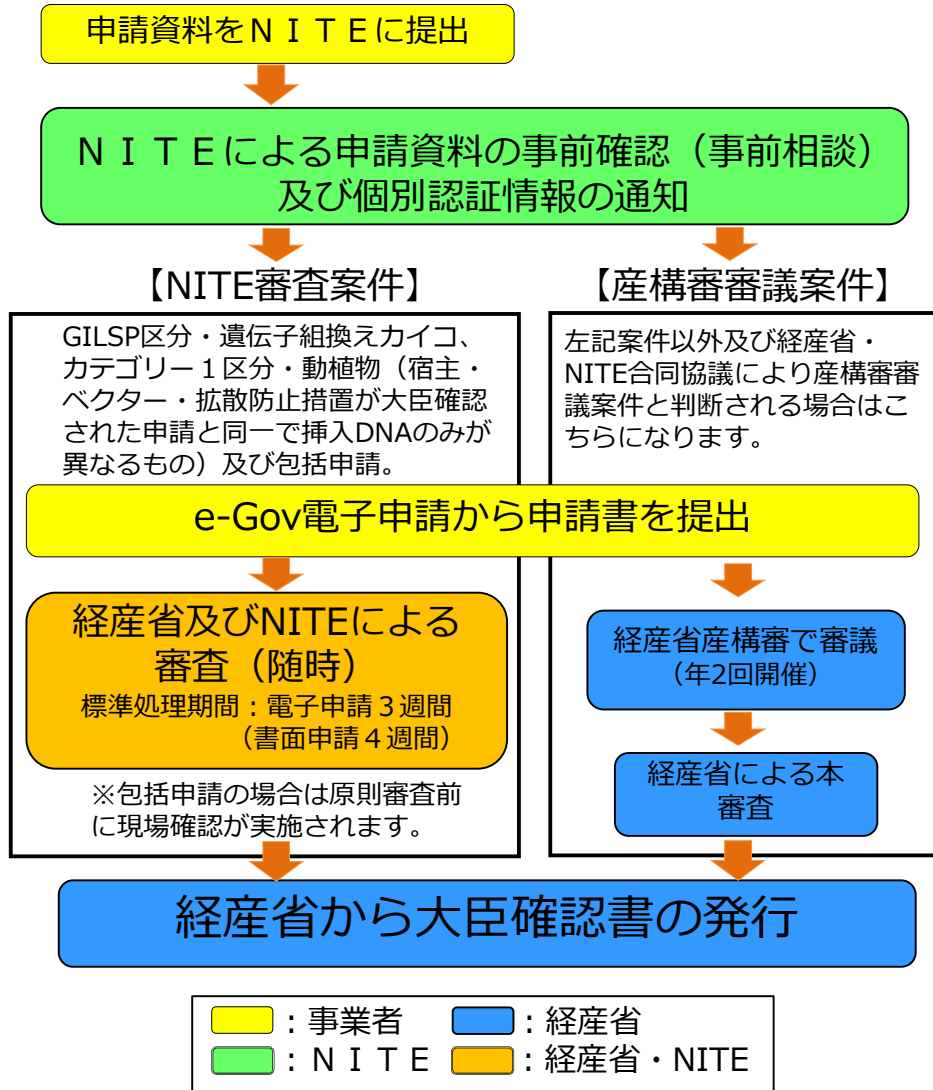 申請資料をＮＩＴＥに提出
ＮＩＴＥによる申請資料の事前確認（事前相談）
及び個別認証情報の通知
【NITE審査案件】
GILSP区分・遺伝子組換えカイコ、
カテゴリー１区分・動植物（宿主・
ベクター・拡散防止措置が大臣確認
された申請と同一で挿入DNAのみが
異なるもの）及び包括申請。
【産構審審議案件】
左記案件以外及び経産省・
NITE合同協議により産構審審
議案件と判断される場合はこ
ちらになります。
e-Gov電子申請から申請書を提出
経産省及びNITEによる
審査（随時）
標準処理期間：電子申請３週間
（書面申請４週間）
※包括申請の場合は原則審査前
に現場確認が実施されます。
経産省産構審で審議
（年2回開催）
経産省による本
審査
経産省から大臣確認書の発行
：事業者
：経産省
：ＮＩＴＥ
：経産省・NITE